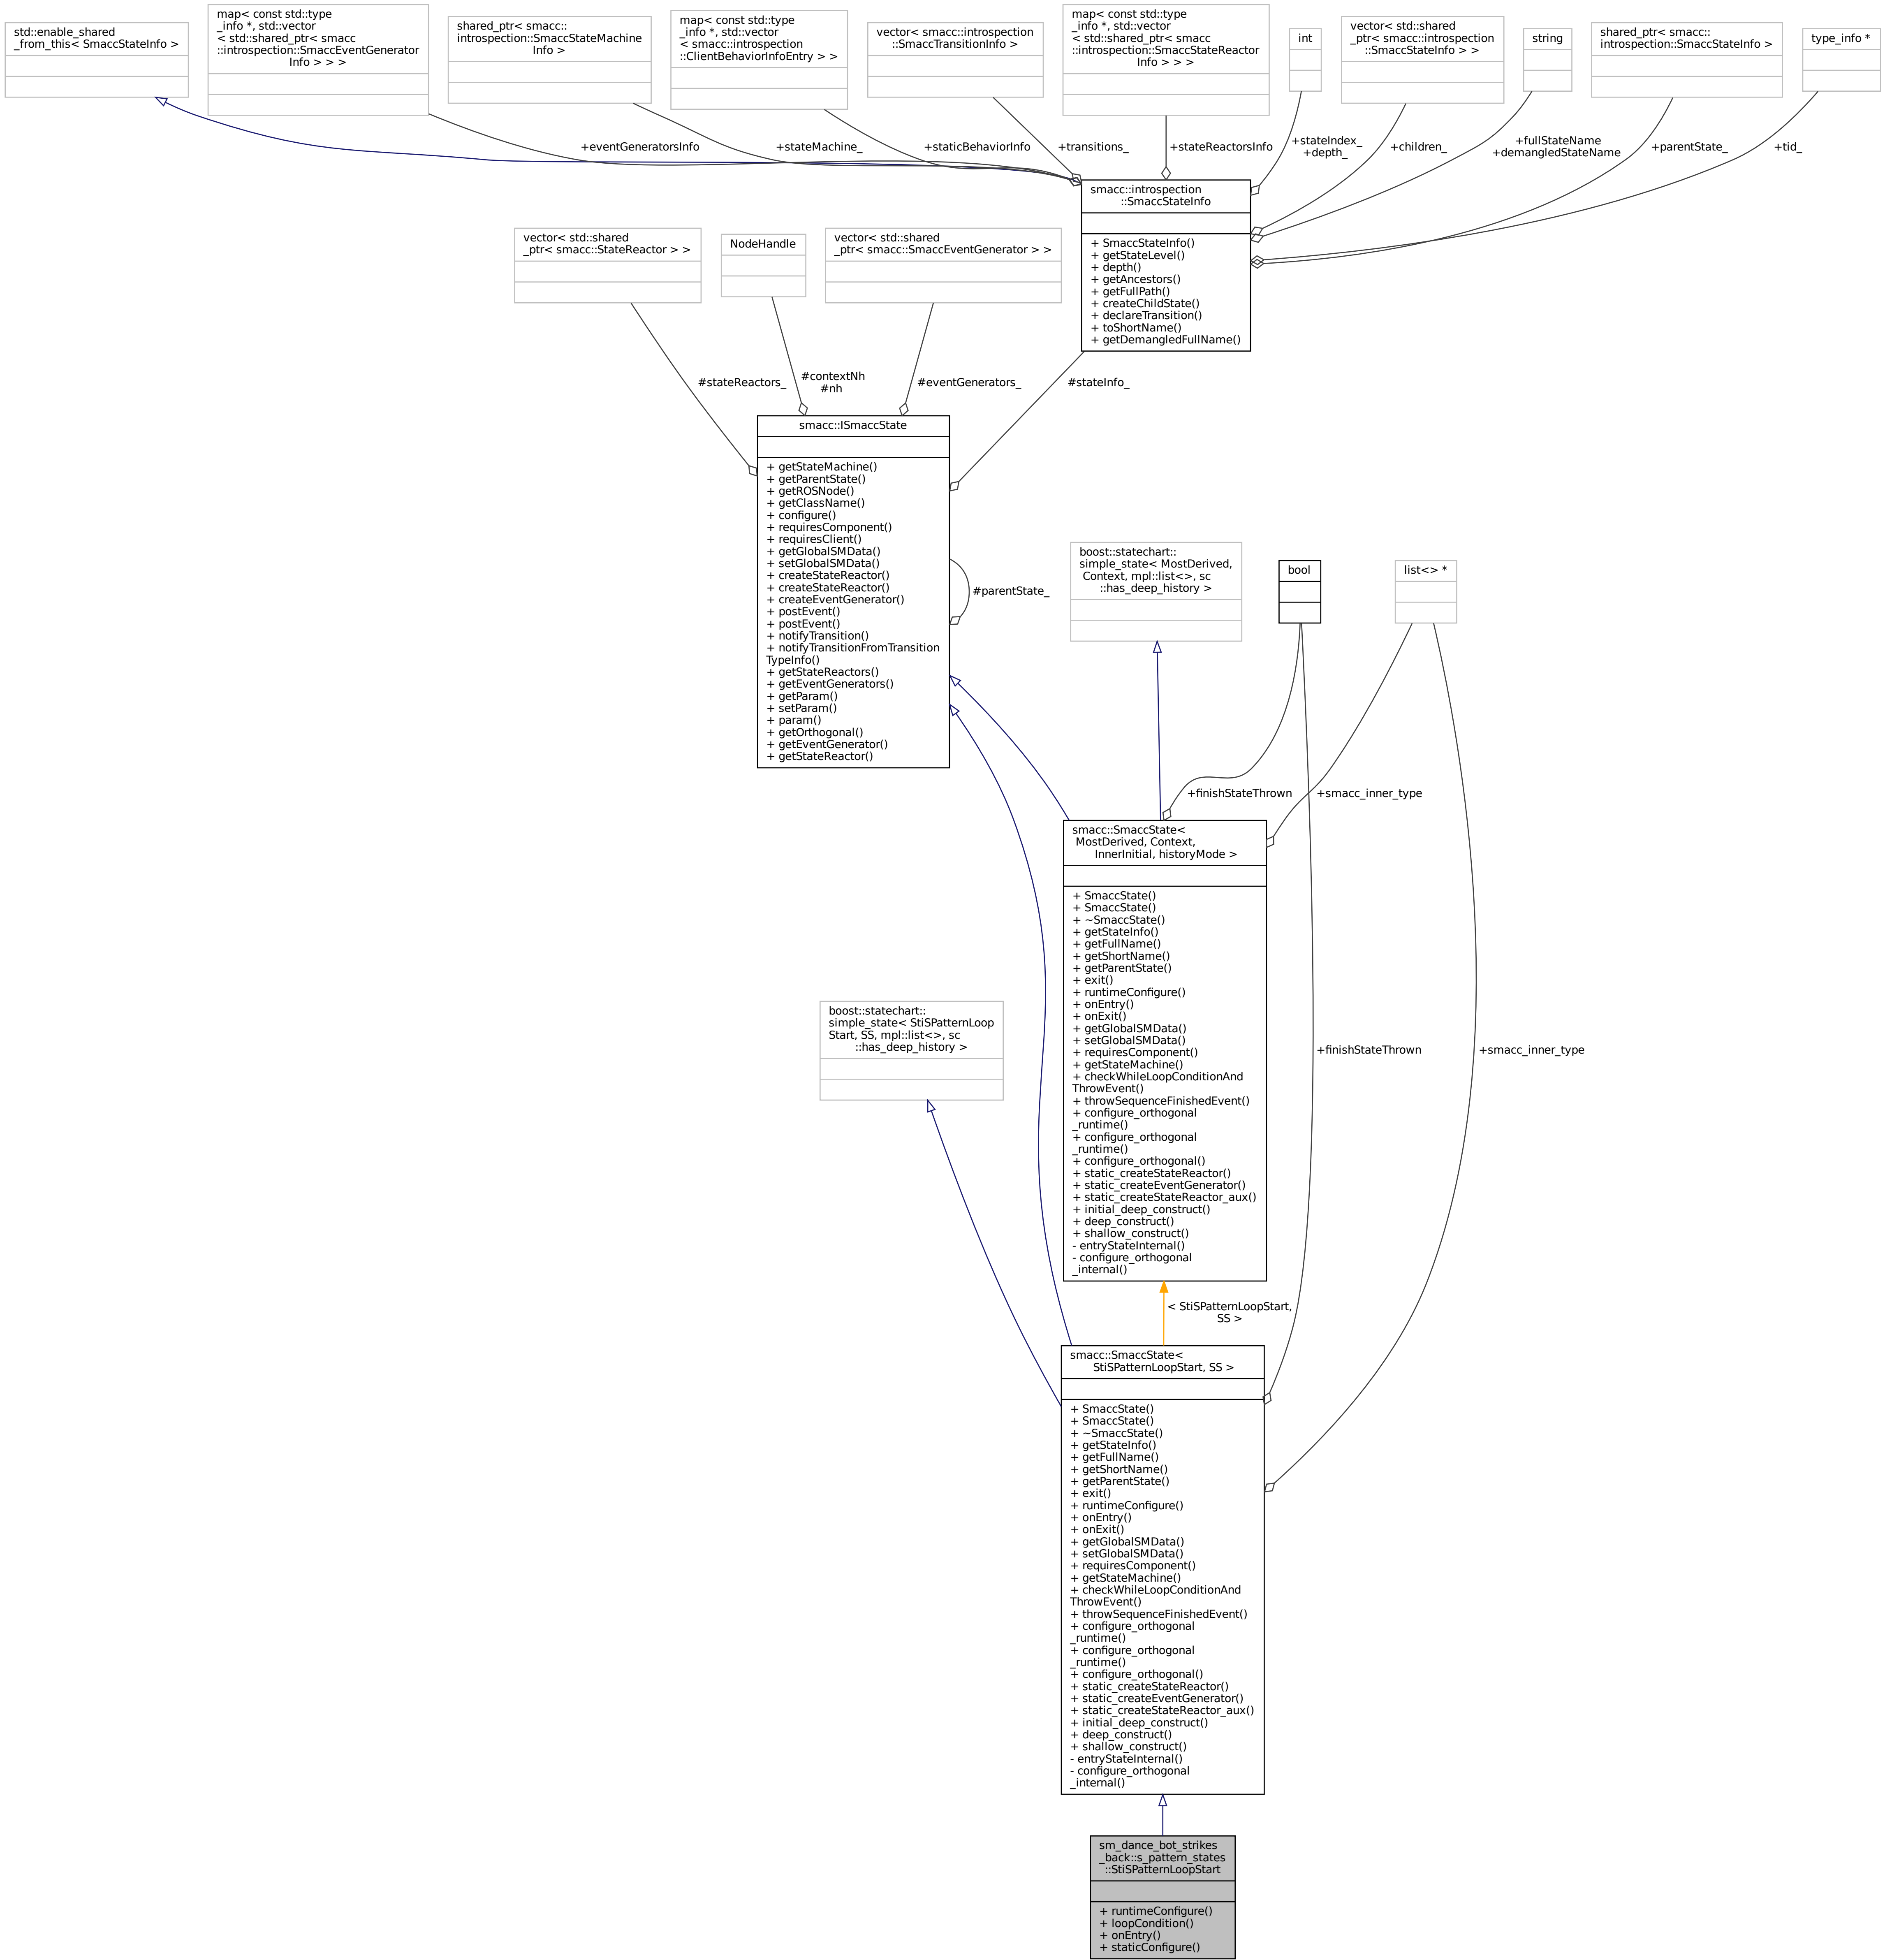 std::enable_shared
_from_this< SmaccStateInfo >
map< const std::type
_info *, std::vector
< std::shared_ptr< smacc
::introspection::SmaccEventGenerator
Info > > >
shared_ptr< smacc::
introspection::SmaccStateMachine
Info >
map< const std::type
_info *, std::vector
< smacc::introspection
::ClientBehaviorInfoEntry > >
vector< smacc::introspection
::SmaccTransitionInfo >
map< const std::type
_info *, std::vector
< std::shared_ptr< smacc
::introspection::SmaccStateReactor
Info > > >
int
vector< std::shared
_ptr< smacc::introspection
::SmaccStateInfo > >
string
shared_ptr< smacc::
introspection::SmaccStateInfo >
type_info *
+eventGeneratorsInfo
+stateMachine_
+staticBehaviorInfo
+transitions_
+stateReactorsInfo
+stateIndex_
+depth_
+children_
+fullStateName
+demangledStateName
+parentState_
+tid_
smacc::introspection
::SmaccStateInfo
+ SmaccStateInfo()
+ getStateLevel()
+ depth()
+ getAncestors()
+ getFullPath()
+ createChildState()
+ declareTransition()
+ toShortName()
+ getDemangledFullName()
vector< std::shared
_ptr< smacc::StateReactor > >
NodeHandle
vector< std::shared
_ptr< smacc::SmaccEventGenerator > >
#stateReactors_
#contextNh
#nh
#eventGenerators_
#stateInfo_
smacc::ISmaccState
+ getStateMachine()
+ getParentState()
+ getROSNode()
+ getClassName()
+ configure()
+ requiresComponent()
+ requiresClient()
+ getGlobalSMData()
+ setGlobalSMData()
+ createStateReactor()
+ createStateReactor()
+ createEventGenerator()
+ postEvent()
+ postEvent()
+ notifyTransition()
+ notifyTransitionFromTransition
TypeInfo()
+ getStateReactors()
+ getEventGenerators()
+ getParam()
+ setParam()
+ param()
+ getOrthogonal()
+ getEventGenerator()
+ getStateReactor()
#parentState_
boost::statechart::
simple_state< MostDerived,
Context, mpl::list<>, sc
::has_deep_history >
bool
list<> *
+finishStateThrown
+smacc_inner_type
smacc::SmaccState<
MostDerived, Context,
InnerInitial, historyMode >
+ SmaccState()
+ SmaccState()
+ ~SmaccState()
+ getStateInfo()
+ getFullName()
+ getShortName()
+ getParentState()
+ exit()
+ runtimeConfigure()
+ onEntry()
+ onExit()
+ getGlobalSMData()
+ setGlobalSMData()
+ requiresComponent()
+ getStateMachine()
+ checkWhileLoopConditionAnd
ThrowEvent()
+ throwSequenceFinishedEvent()
+ configure_orthogonal
_runtime()
+ configure_orthogonal
_runtime()
+ configure_orthogonal()
+ static_createStateReactor()
+ static_createEventGenerator()
+ static_createStateReactor_aux()
+ initial_deep_construct()
+ deep_construct()
+ shallow_construct()
- entryStateInternal()
- configure_orthogonal
_internal()
boost::statechart::
simple_state< StiSPatternLoop
Start, SS, mpl::list<>, sc
::has_deep_history >
+finishStateThrown
+smacc_inner_type
< StiSPatternLoopStart,
SS >
smacc::SmaccState<
StiSPatternLoopStart, SS >
+ SmaccState()
+ SmaccState()
+ ~SmaccState()
+ getStateInfo()
+ getFullName()
+ getShortName()
+ getParentState()
+ exit()
+ runtimeConfigure()
+ onEntry()
+ onExit()
+ getGlobalSMData()
+ setGlobalSMData()
+ requiresComponent()
+ getStateMachine()
+ checkWhileLoopConditionAnd
ThrowEvent()
+ throwSequenceFinishedEvent()
+ configure_orthogonal
_runtime()
+ configure_orthogonal
_runtime()
+ configure_orthogonal()
+ static_createStateReactor()
+ static_createEventGenerator()
+ static_createStateReactor_aux()
+ initial_deep_construct()
+ deep_construct()
+ shallow_construct()
- entryStateInternal()
- configure_orthogonal
_internal()
sm_dance_bot_strikes
_back::s_pattern_states
::StiSPatternLoopStart
+ runtimeConfigure()
+ loopCondition()
+ onEntry()
+ staticConfigure()